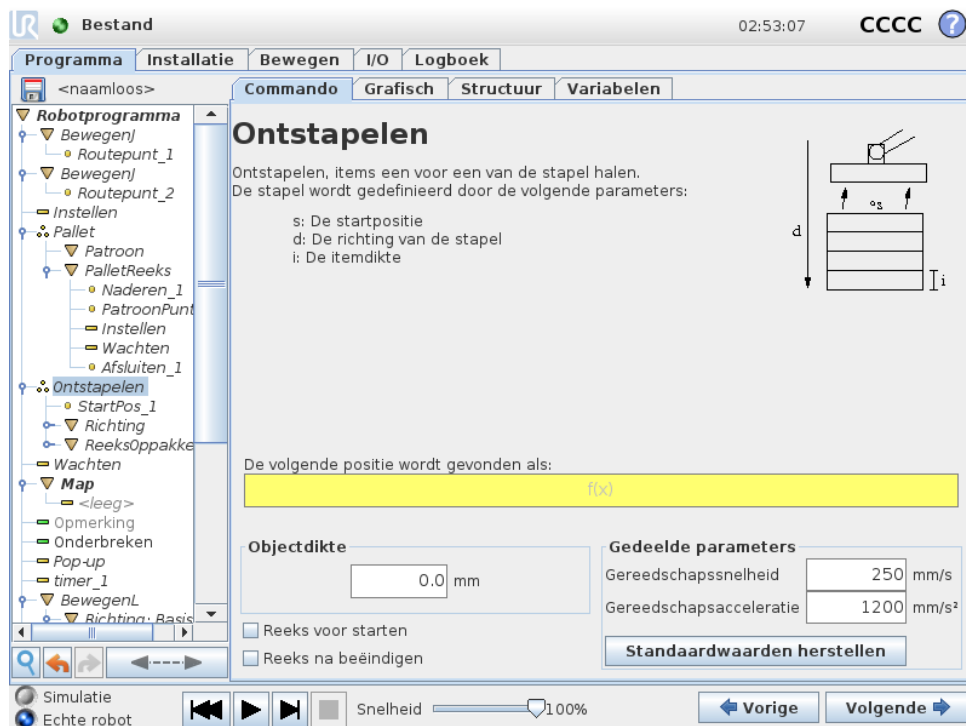 UR Bestand 02:53:07 CCCC ?
Programma Installatie Bewegen I/O Logboek
<naamloos>
Commando Grafisch Structuur Variabelen
Robotprogramma
BewegenJ
Routepunt_1
BewegenJ
Routepunt_2
Instellen
Pallet
Patroon
PalletReeks
Naderen_1
PatroonPunt
Instellen
Wachten
Afsluiten_1
Ontstapelen
StartPos_1
Richting
ReeksOppakke
Wachten
Map
<leeg>
Opmerking
Onderbreken
Pop-up
timer_1
BewegenL
Richting: Basis
Ontstapelen
Ontstapelen, items een voor een van de stapel halen.
De stapel wordt gedefinieerd door de volgende parameters:
s: De startpositie
d: De richting van de stapel
i: De itemdikte
s
d
i
De volgende positie wordt gevonden als:
f(x)
Objectdikte
0.0 mm
Reeks voor starten
Reeks na beëindigen
Gedeelde parameters
Gereedschapssnelheid 250 mm/s
Gereedschapsacceleratie 1200 mm/s²
Standaardwaarden herstellen
Simulatie
Echte robot
Snelheid 100%
Vorige Volgende